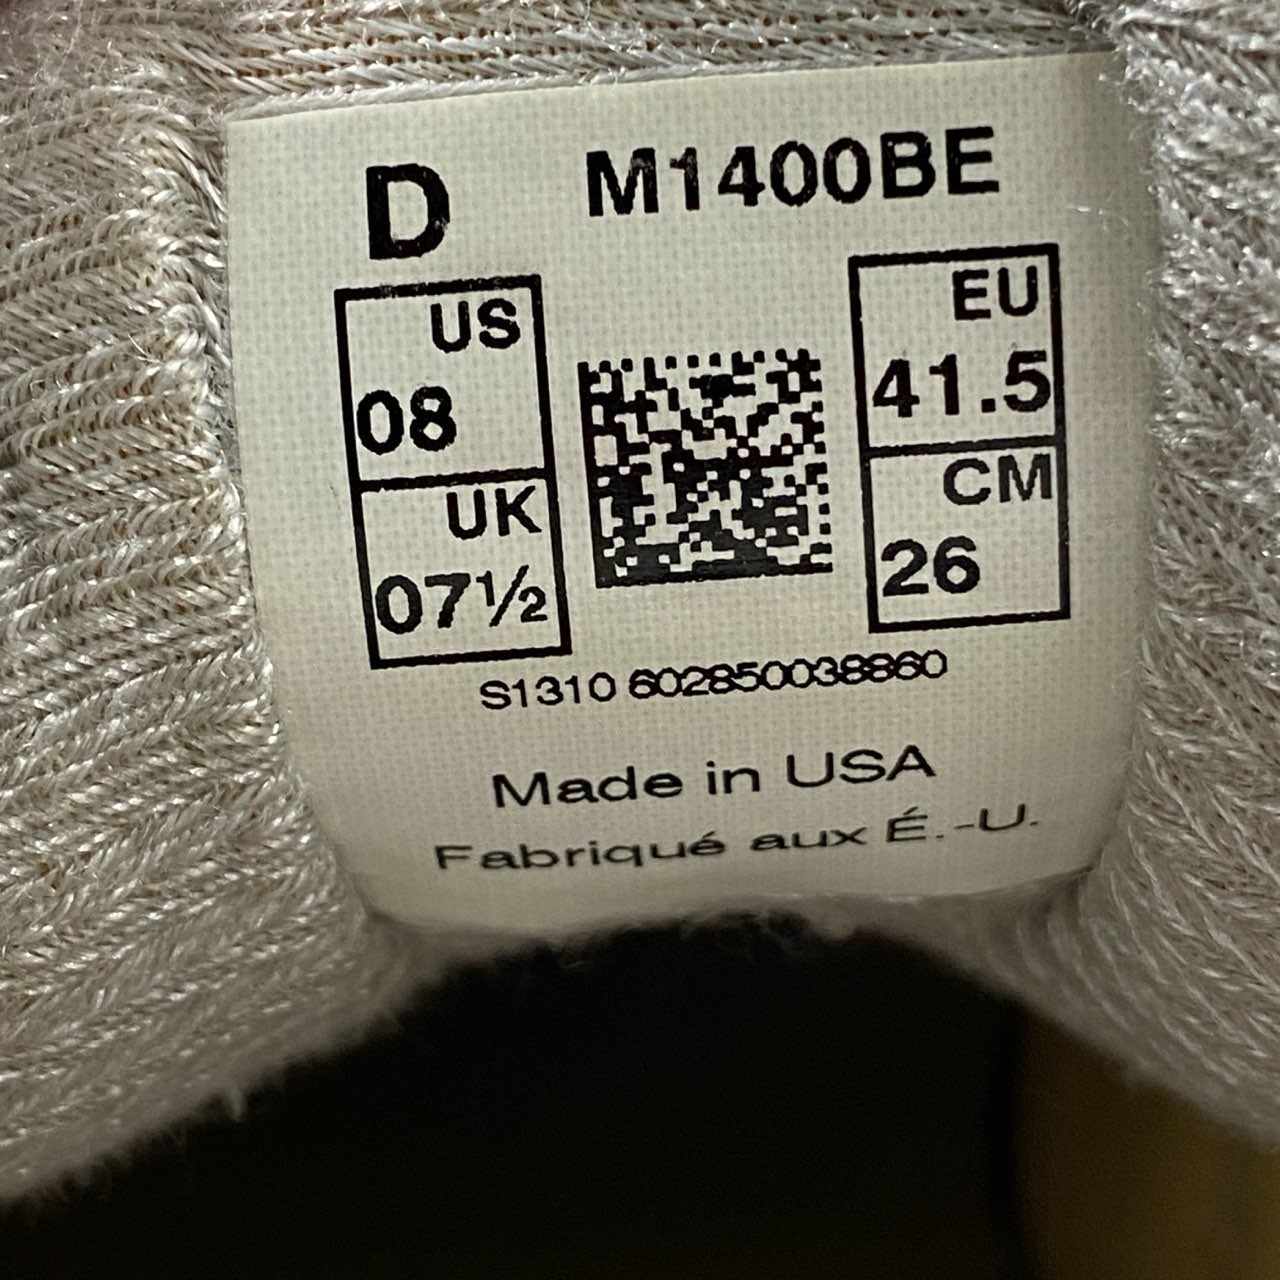 D M1400BE
US
08
UK
07½
EU
41.5
CM
26
S1310 602850038860
Made in USA
Fabriqué aux É.-U.